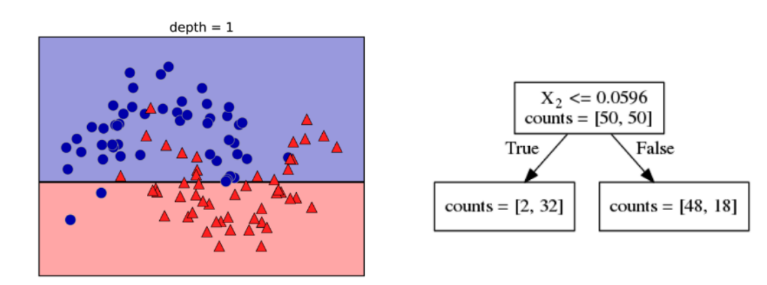 depth = 1
X₂ <= 0.0596
counts = [50, 50]
True
False
counts = [2, 32]
counts = [48, 18]